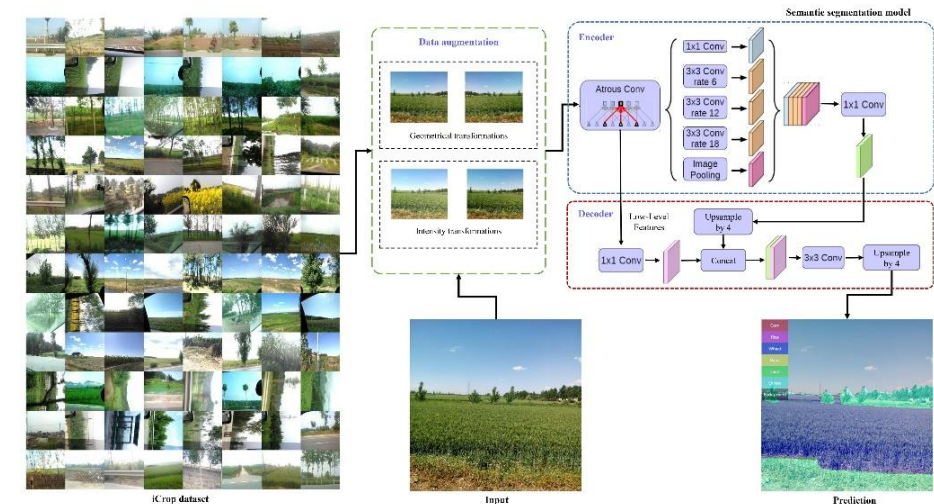 Semantic segmentation model
Data augmentation
Geometrical transformations
Intensity transformations
Encoder
Atrous Conv
1x1 Conv
3x3 Conv
rate 6
3x3 Conv
rate 12
3x3 Conv
rate 18
Image
Pooling
1x1 Conv
Decoder
Low-Level
Features
Upsample
by 4
1x1 Conv
Concat
3x3 Conv
Upsample
by 4
Wheat
iCrop dataset
Input
Prediction